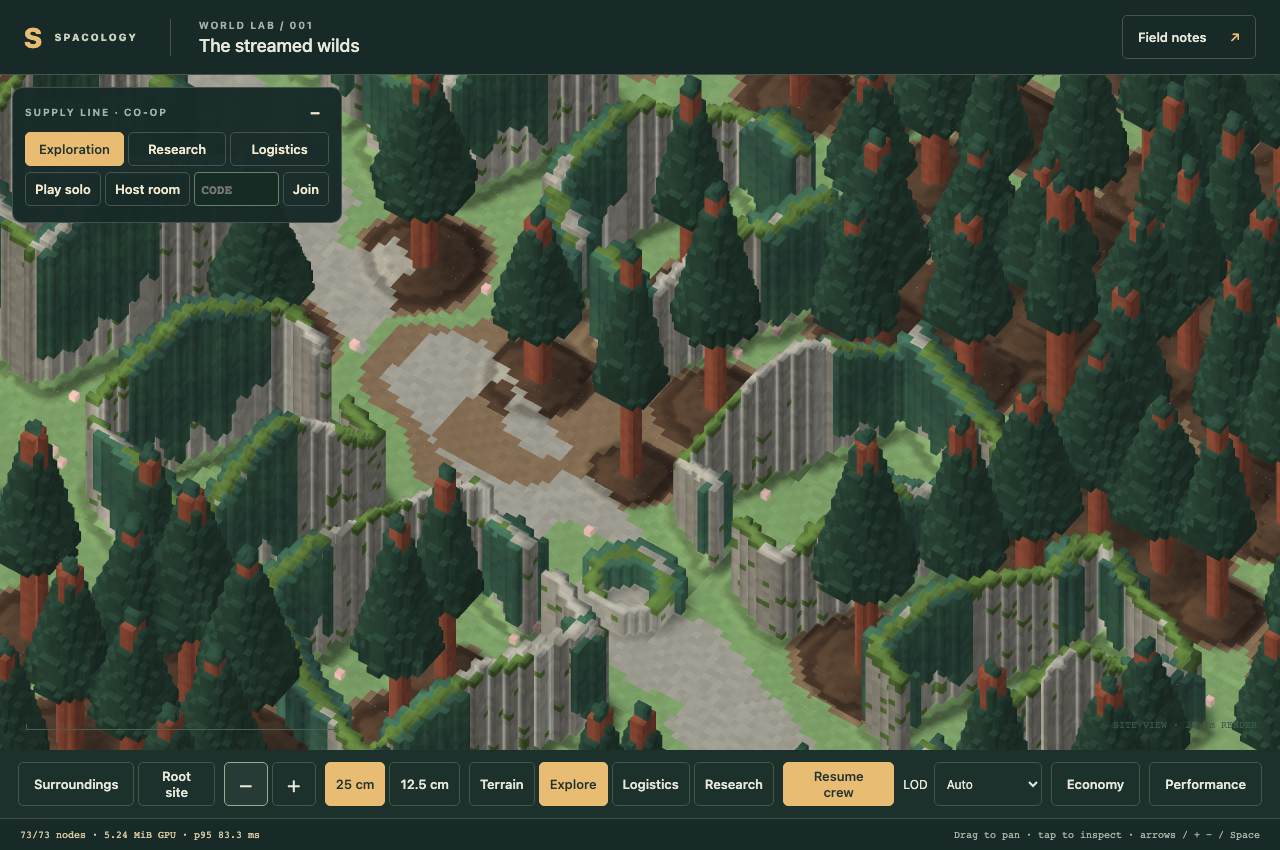 S SPACOLOGY
WORLD LAB / 001
The streamed wilds
Field notes
SUPPLY LINE · CO-OP
Exploration
Research
Logistics
Play solo
Host room
CODE
Join
SITE VIEW
Surroundings
Root site
−
+
25 cm
12.5 cm
Terrain
Explore
Logistics
Research
Resume crew
LOD
Auto
Economy
Performance
73/73 nodes · 5.24 MiB GPU · p95 83.3 ms
Drag to pan · tap to inspect · arrows / + − / Space